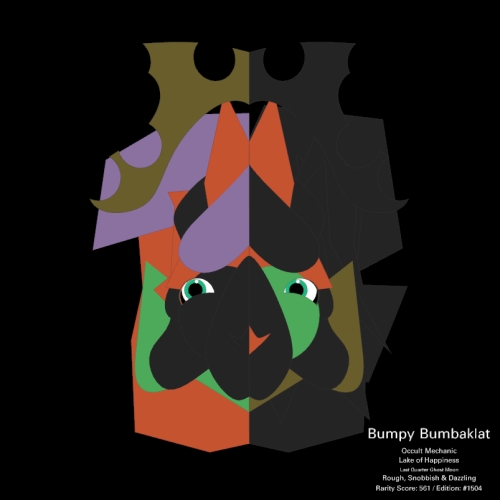 Bumpy Bumbaklat
Occult Mechanic
Lake of Happiness
Last Quarter Ghost Moon
Rough, Snobbish & Dazzling
Rarity Score: 561 / Edition: #1504